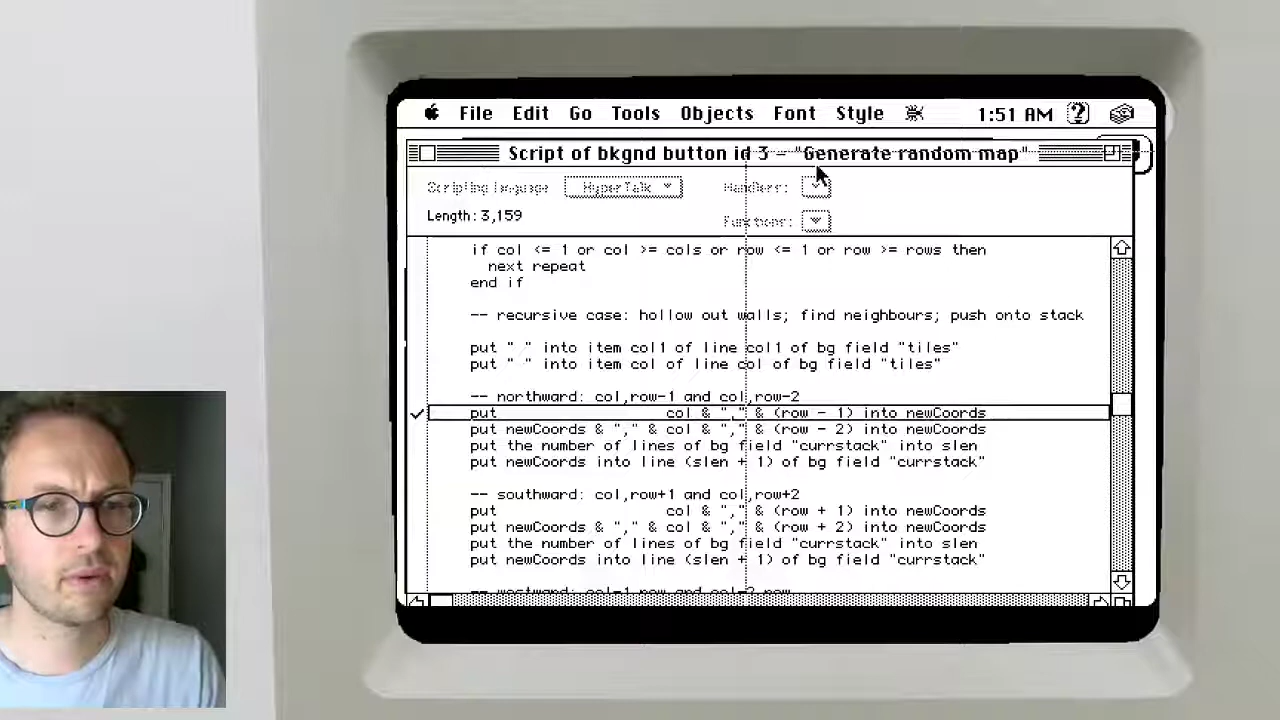 File Edit Go Tools Objects Font Style 1:51 AM
Script of bkgnd button id 3 - "Generate random map"
Scripting language HyperTalk Handlers:
Length: 3,159 Functions:
if col <= 1 or col >= cols or row <= 1 or row >= rows then
next repeat
end if
-- recursive case: hollow out walls; find neighbours; push onto stack
put " " into item col1 of line col1 of bg field "tiles"
put " " into item col of line col of bg field "tiles"
-- northward: col,row-1 and col,row-2
put col & "," & (row - 1) into newCoords
put newCoords & "," & col & "," & (row - 2) into newCoords
put the number of lines of bg field "currstack" into slen
put newCoords into line (slen + 1) of bg field "currstack"
-- southward: col,row+1 and col,row+2
put col & "," & (row + 1) into newCoords
put newCoords & "," & col & "," & (row + 2) into newCoords
put the number of lines of bg field "currstack" into slen
put newCoords into line (slen + 1) of bg field "currstack"
-- westward: col-1,row and col-2,row